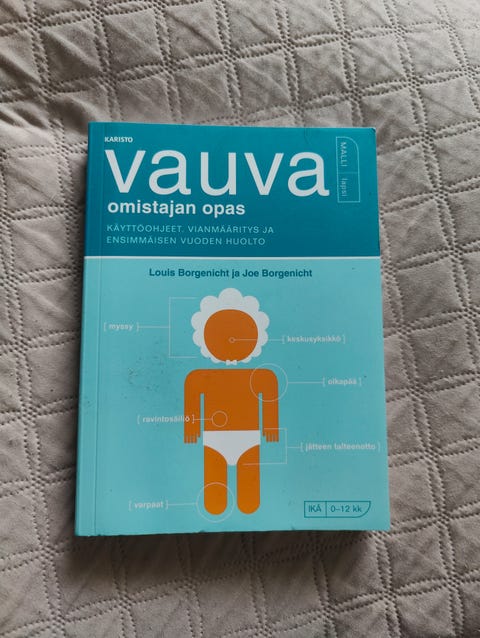 KARISTO
vauva
MALLI lapsi
omistajan opas
KÄYTTÖOHJEET, VIANMÄÄRITYS JA
ENSIMMÄISEN VUODEN HUOLTO
Louis Borgenicht ja Joe Borgenicht
[ myssy ]
[ keskusyksikkö ]
[ olkapää ]
[ ravintosäiliö ]
[ jätteen talteenotto ]
[ varpaat ]
IKÄ 0–12 kk